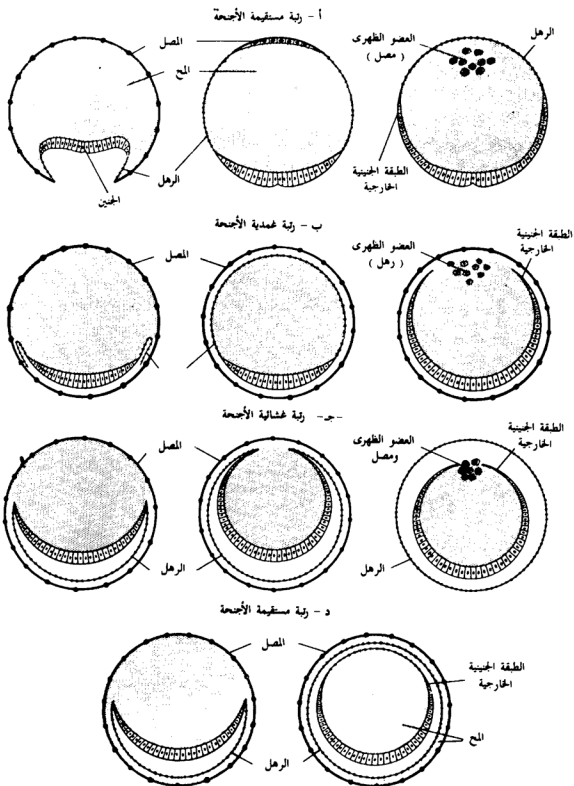 أ - رتبة مستقيمة الأجنحة
المصل
المح
الرهل
الجنين
العضو الظهرى
( مصل )
الرهل
الطبقة الجنينية
الخارجية
ب - رتبة غمدية الأجنحة
المصل
العضو الظهرى
( رهل )
الطبقة الجنينية
الخارجية
-جـ- رتبة غشائية الأجنحة
المصل
الرهل
العضو الظهرى
ومصل
الطبقة الجنينية
الخارجية
الرهل
د - رتبة مستقيمة الأجنحة
المصل
الرهل
الطبقة الجنينية
الخارجية
المح